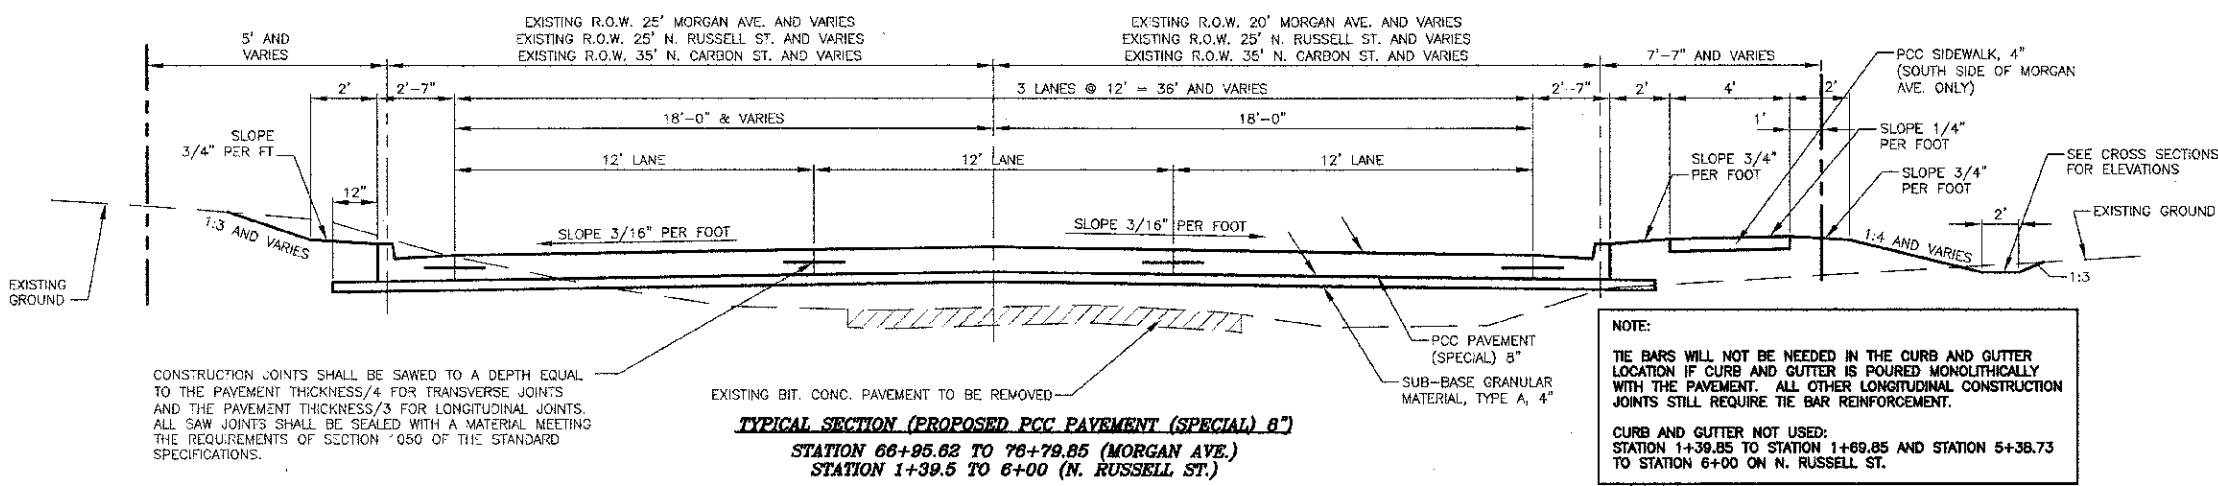 EXISTING R.O.W. 25' MORGAN AVE. AND VARIES
EXISTING R.O.W. 25' N. RUSSELL ST. AND VARIES
EXISTING R.O.W. 35' N. CARBON ST. AND VARIES
EXISTING R.O.W. 20' MORGAN AVE. AND VARIES
EXISTING R.O.W. 25' N. RUSSELL ST. AND VARIES
EXISTING R.O.W. 35' N. CARBON ST. AND VARIES
5' AND
VARIES
7'-7" AND VARIES
PCC SIDEWALK, 4"
(SOUTH SIDE OF MORGAN
AVE. ONLY)
2'
2'-7"
3 LANES @ 12' = 36' AND VARIES
2'-7"
2'
4'
2'
18'-0" & VARIES
18'-0"
1'
SLOPE
3/4" PER FT
SLOPE 1/4"
PER FOOT
12' LANE
12' LANE
12' LANE
SLOPE 3/4"
PER FOOT
SEE CROSS SECTIONS
FOR ELEVATIONS
SLOPE 3/4"
PER FOOT
12"
2'
EXISTING GROUND
1:3 AND VARIES
SLOPE 3/16" PER FOOT
SLOPE 3/16" PER FOOT
1:4 AND VARIES
1:3
EXISTING
GROUND
PCC PAVEMENT
(SPECIAL) 8"
SUB-BASE GRANULAR
MATERIAL, TYPE A, 4"
EXISTING BIT. CONC. PAVEMENT TO BE REMOVED
CONSTRUCTION JOINTS SHALL BE SAWED TO A DEPTH EQUAL
TO THE PAVEMENT THICKNESS/4 FOR TRANSVERSE JOINTS
AND THE PAVEMENT THICKNESS/3 FOR LONGITUDINAL JOINTS.
ALL SAW JOINTS SHALL BE SEALED WITH A MATERIAL MEETING
THE REQUIREMENTS OF SECTION 1050 OF THE STANDARD
SPECIFICATIONS.
TYPICAL SECTION (PROPOSED PCC PAVEMENT (SPECIAL) 8")
STATION 66+95.62 TO 76+79.85 (MORGAN AVE.)
STATION 1+39.5 TO 6+00 (N. RUSSELL ST.)
NOTE:
TIE BARS WILL NOT BE NEEDED IN THE CURB AND GUTTER
LOCATION IF CURB AND GUTTER IS POURED MONOLITHICALLY
WITH THE PAVEMENT. ALL OTHER LONGITUDINAL CONSTRUCTION
JOINTS STILL REQUIRE TIE BAR REINFORCEMENT.
CURB AND GUTTER NOT USED:
STATION 1+39.85 TO STATION 1+69.85 AND STATION 5+38.73
TO STATION 6+00 ON N. RUSSELL ST.